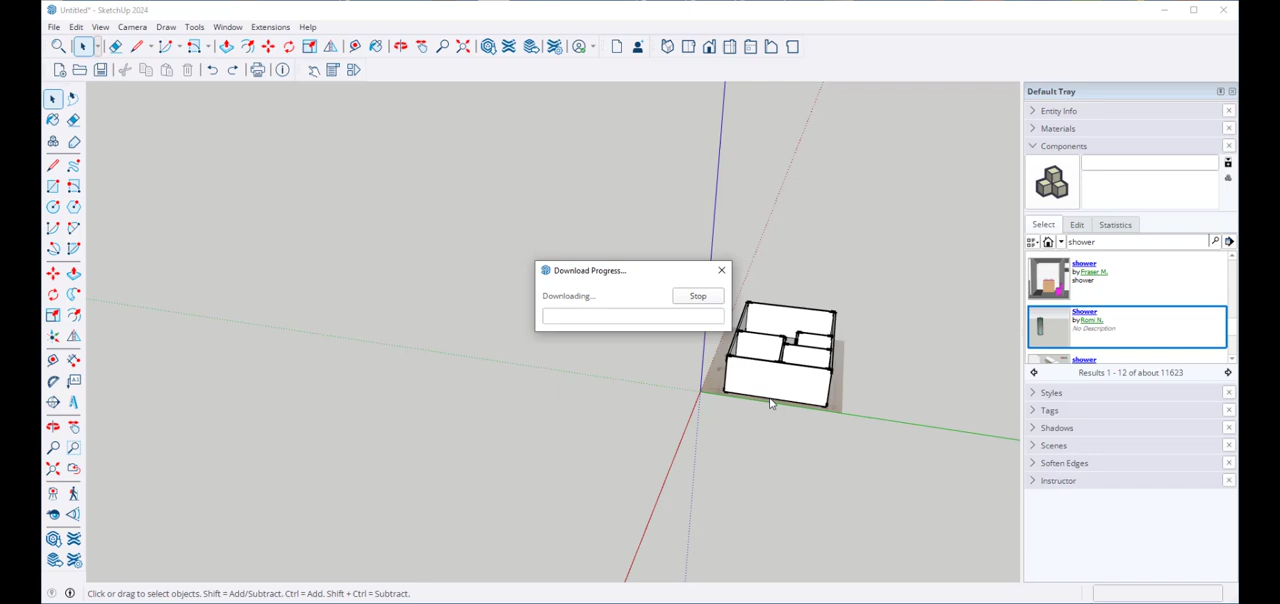 Untitled* - SketchUp 2024
File Edit View Camera Draw Tools Window Extensions Help
Default Tray
Entity Info
Materials
Components
Select Edit Statistics
shower
shower
by Fraser M.
shower
Shower
by Romi N.
No Description
shower
Results 1 - 12 of about 11623
Styles
Tags
Shadows
Scenes
Soften Edges
Instructor
Download Progress...
Downloading...
Stop
Click or drag to select objects. Shift = Add/Subtract. Ctrl = Add. Shift + Ctrl = Subtract.